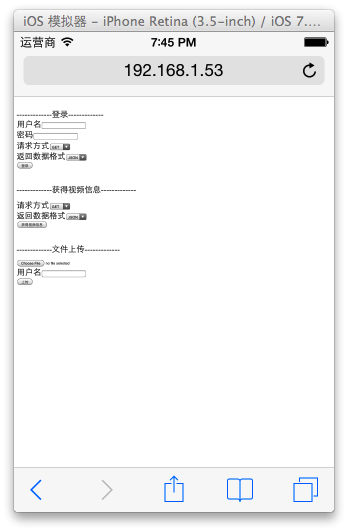 iOS 模拟器 – iPhone Retina (3.5-inch) / iOS 7....
运营商 7:45 PM
192.168.1.53
-------------登录-------------
用户名
密码
请求方式 GET
返回数据格式 JSON
登录
-------------获得视频信息-------------
请求方式 GET
返回数据格式 JSON
获得视频信息
-------------文件上传-------------
Choose File no file selected
用户名
上传